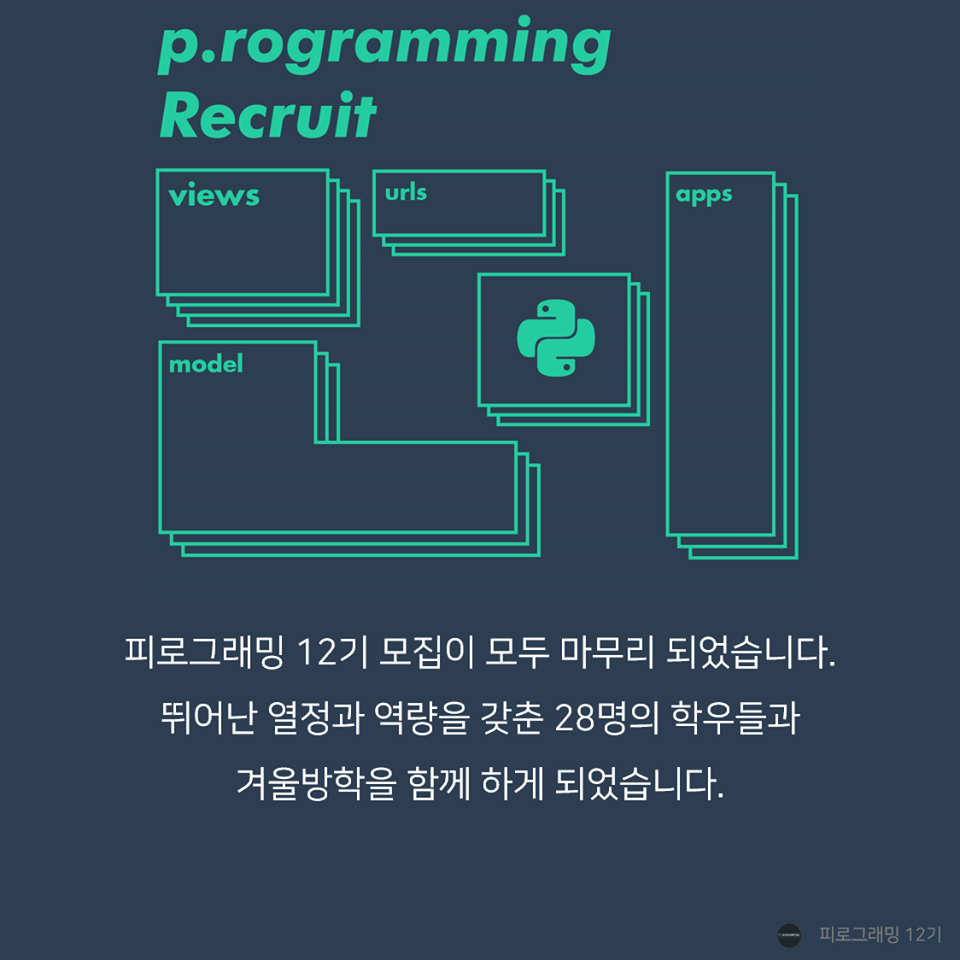 p.rogramming
Recruit
views
urls
apps
model
피로그래밍 12기 모집이 모두 마무리 되었습니다.
뛰어난 열정과 역량을 갖춘 28명의 학우들과
겨울방학을 함께 하게 되었습니다.
피로그래밍 12기